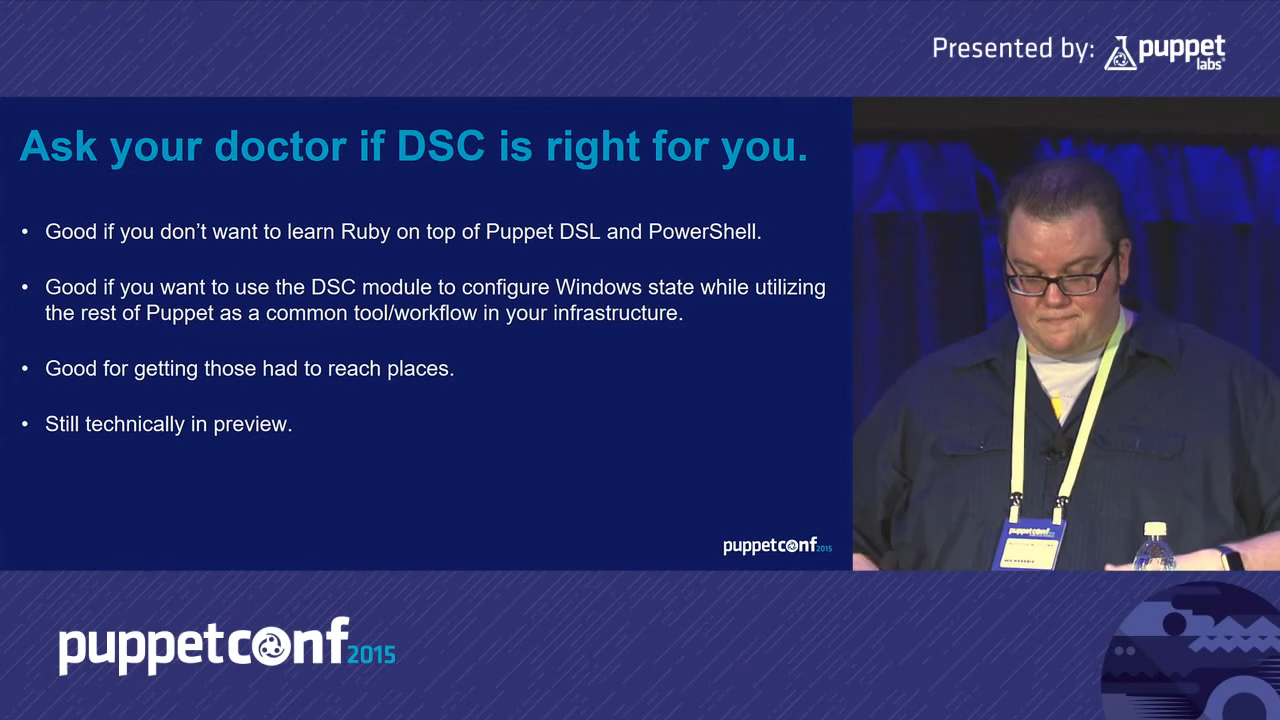 Presented by: puppet labs
Ask your doctor if DSC is right for you.
• Good if you don't want to learn Ruby on top of Puppet DSL and PowerShell.
• Good if you want to use the DSC module to configure Windows state while utilizing
the rest of Puppet as a common tool/workflow in your infrastructure.
• Good for getting those had to reach places.
• Still technically in preview.
puppetconf 2015
puppetconf
puppetconf 2015